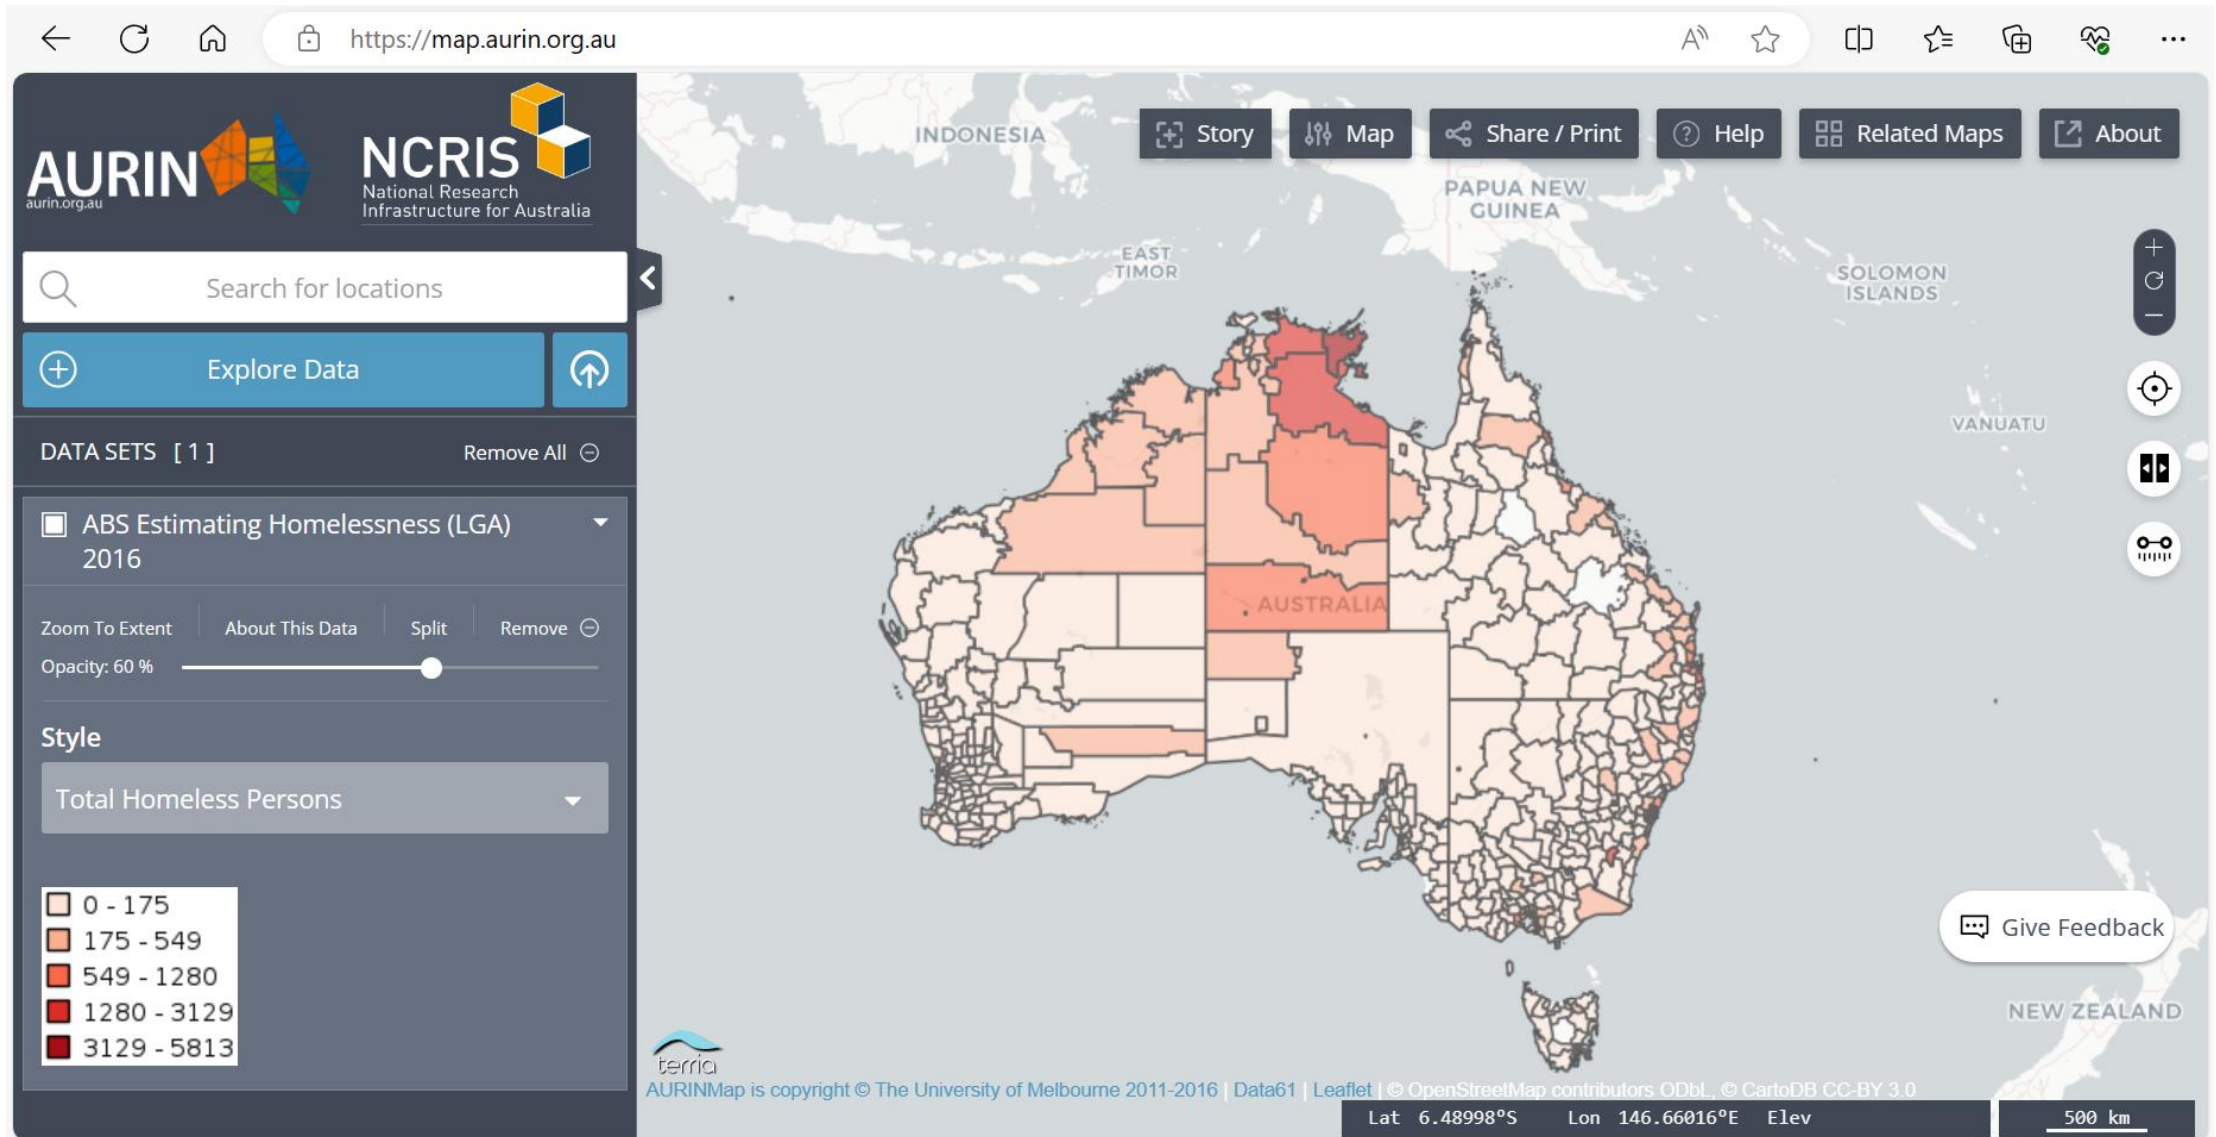 https://map.aurin.org.au
AURIN
aurin.org.au
NCRIS
National Research
Infrastructure for Australia
Search for locations
Explore Data
DATA SETS [ 1 ]
Remove All
ABS Estimating Homelessness (LGA)
2016
Zoom To Extent
About This Data
Split
Remove
Opacity: 60 %
Style
Total Homeless Persons
0 - 175
175 - 549
549 - 1280
1280 - 3129
3129 - 5813
Story
Map
Share / Print
Help
Related Maps
About
INDONESIA
PAPUA NEW
GUINEA
EAST
TIMOR
SOLOMON
ISLANDS
VANUATU
AUSTRALIA
Give Feedback
NEW ZEALAND
terria
AURINMap is copyright © The University of Melbourne 2011-2016 | Data61 | Leaflet | © OpenStreetMap contributors ODbL, © CartoDB CC-BY 3.0
Lat 6.48998°S Lon 146.66016°E Elev
500 km